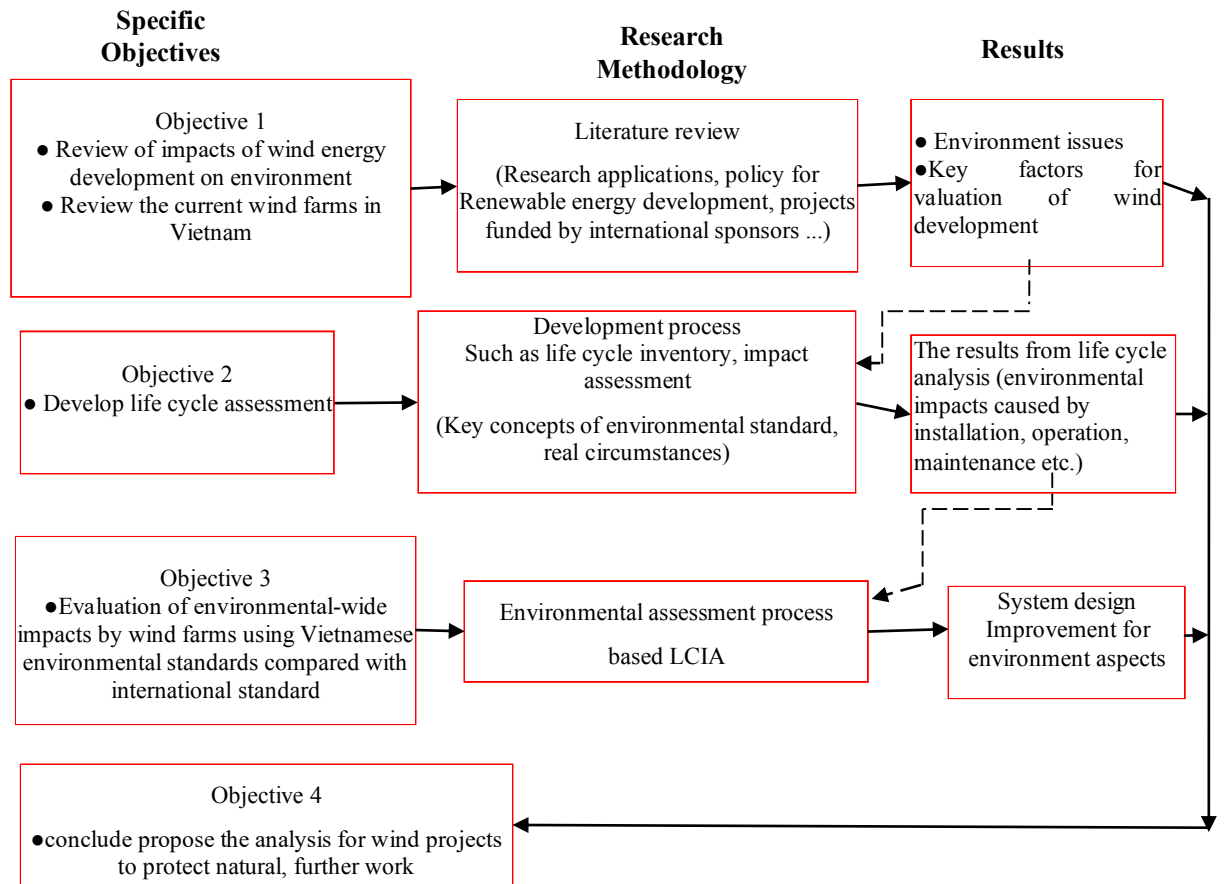 Specific
Objectives
Research
Methodology
Results
Objective 1
● Review of impacts of wind energy
development on environment
● Review the current wind farms in
Vietnam
Literature review
(Research applications, policy for
Renewable energy development, projects
funded by international sponsors ...)
● Environment issues
●Key factors for
valuation of wind
development
Objective 2
● Develop life cycle assessment
Development process
Such as life cycle inventory, impact
assessment
(Key concepts of environmental standard,
real circumstances)
The results from life cycle
analysis (environmental
impacts caused by
installation, operation,
maintenance etc.)
Objective 3
●Evaluation of environmental-wide
impacts by wind farms using Vietnamese
environmental standards compared with
international standard
Environmental assessment process
based LCIA
System design
Improvement for
environment aspects
Objective 4
●conclude propose the analysis for wind projects
to protect natural, further work